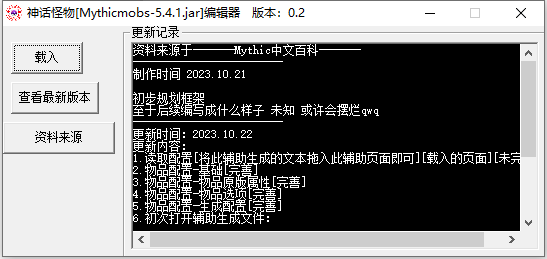 神话怪物[Mythicmobs-5.4.1.jar]编辑器 版本：0.2
载入
查看最新版本
资料来源
更新记录
资料来源于———————Mythic中文百科———————
制作时间 2023.10.21
初步规划框架
至于后续编写成什么样子 未知 或许会摆烂qwq
更新时间：2023.10.22
更新内容：
1.读取配置[将此辅助生成的文本拖入此辅助页面即可][载入的页面][未完
2.物品配置-基础[完善]
3.物品配置-物品原版属性[完善]
4.物品配置-物品选项[完善]
5.物品配置-生成配置[完善]
6.初次打开辅助生成文件：